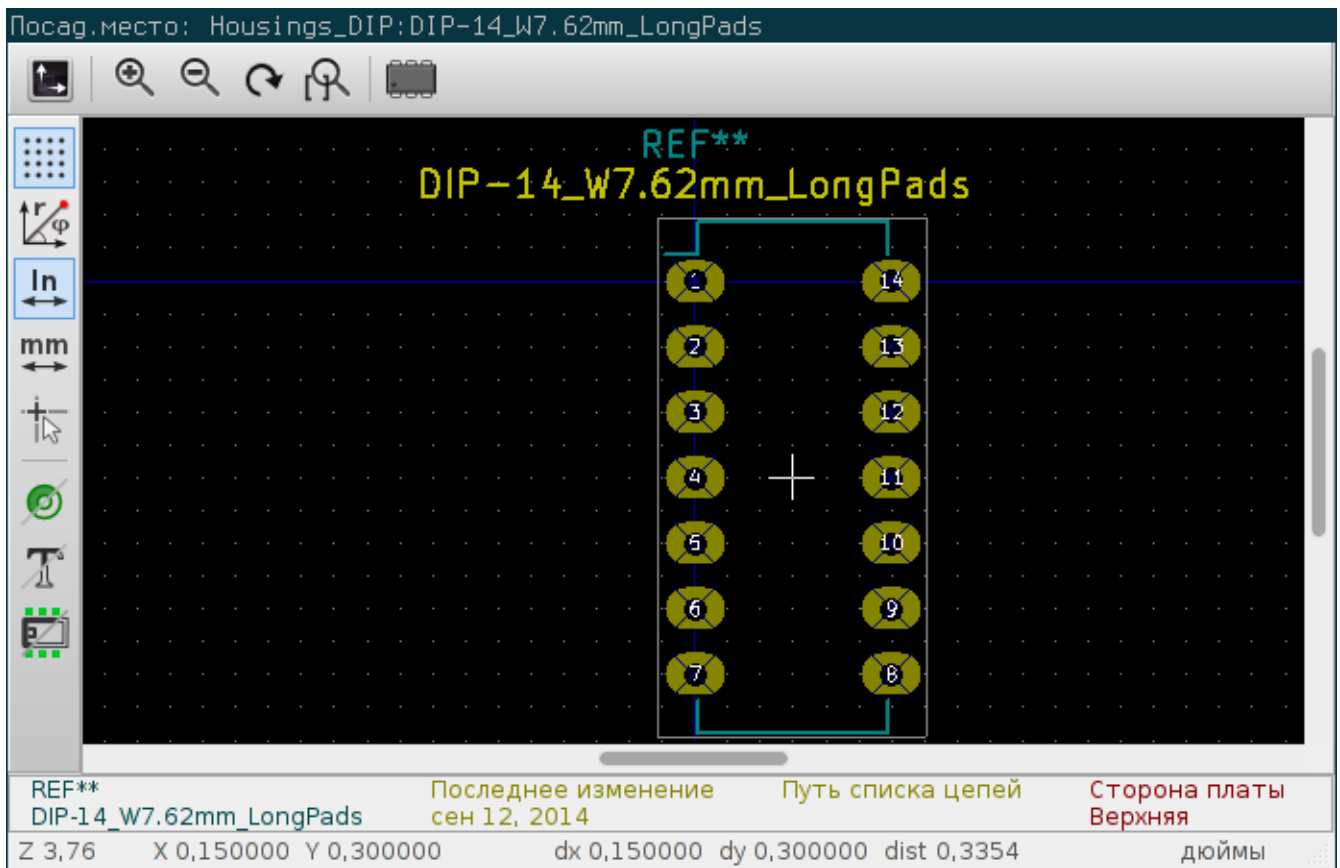 Посад.место: Housings_DIP:DIP-14_W7.62mm_LongPads
REF**
DIP-14_W7.62mm_LongPads
r
φ
In
mm
1 14
2 13
3 12
4 11
5 10
6 9
7 8
REF** Последнее изменение Путь списка цепей Сторона платы
DIP-14_W7.62mm_LongPads сен 12, 2014 Верхняя
Z 3,76 X 0,150000 Y 0,300000 dx 0,150000 dy 0,300000 dist 0,3354 дюймы